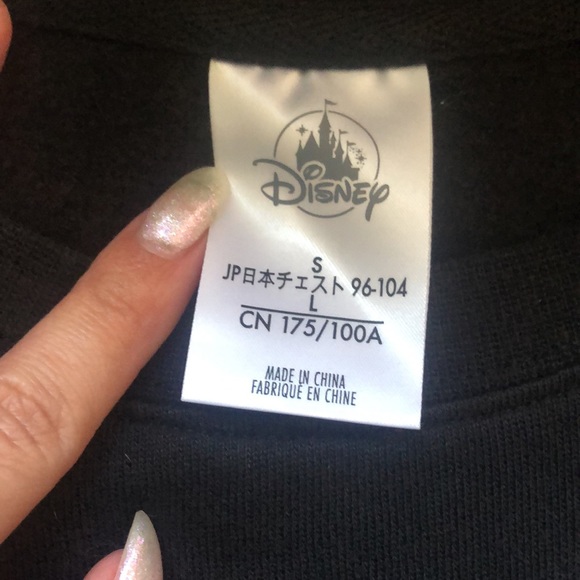 Disney
S
JP日本チェスト 96-104
L
CN 175/100A
MADE IN CHINA
FABRIQUÉ EN CHINE